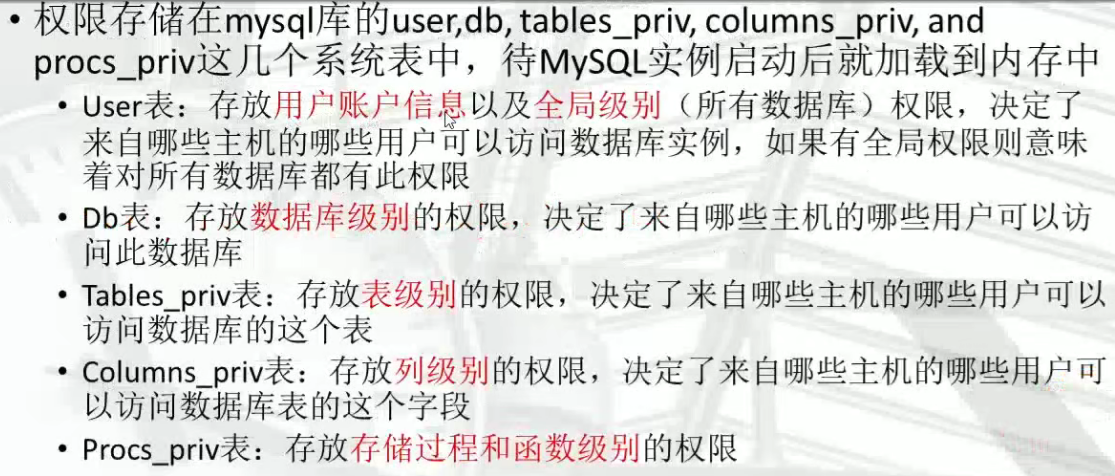 • 权限存储在mysql库的user,db, tables_priv, columns_priv, and
procs_priv这几个系统表中，待MySQL实例启动后就加载到内存中
• User表：存放用户账户信息以及全局级别（所有数据库）权限，决定了
来自哪些主机的哪些用户可以访问数据库实例，如果有全局权限则意味
着对所有数据库都有此权限
• Db表：存放数据库级别的权限，决定了来自哪些主机的哪些用户可以访
问此数据库
• Tables_priv表：存放表级别的权限，决定了来自哪些主机的哪些用户可以
访问数据库的这个表
• Columns_priv表：存放列级别的权限，决定了来自哪些主机的哪些用户可
以访问数据库表的这个字段
• Procs_priv表：存放存储过程和函数级别的权限